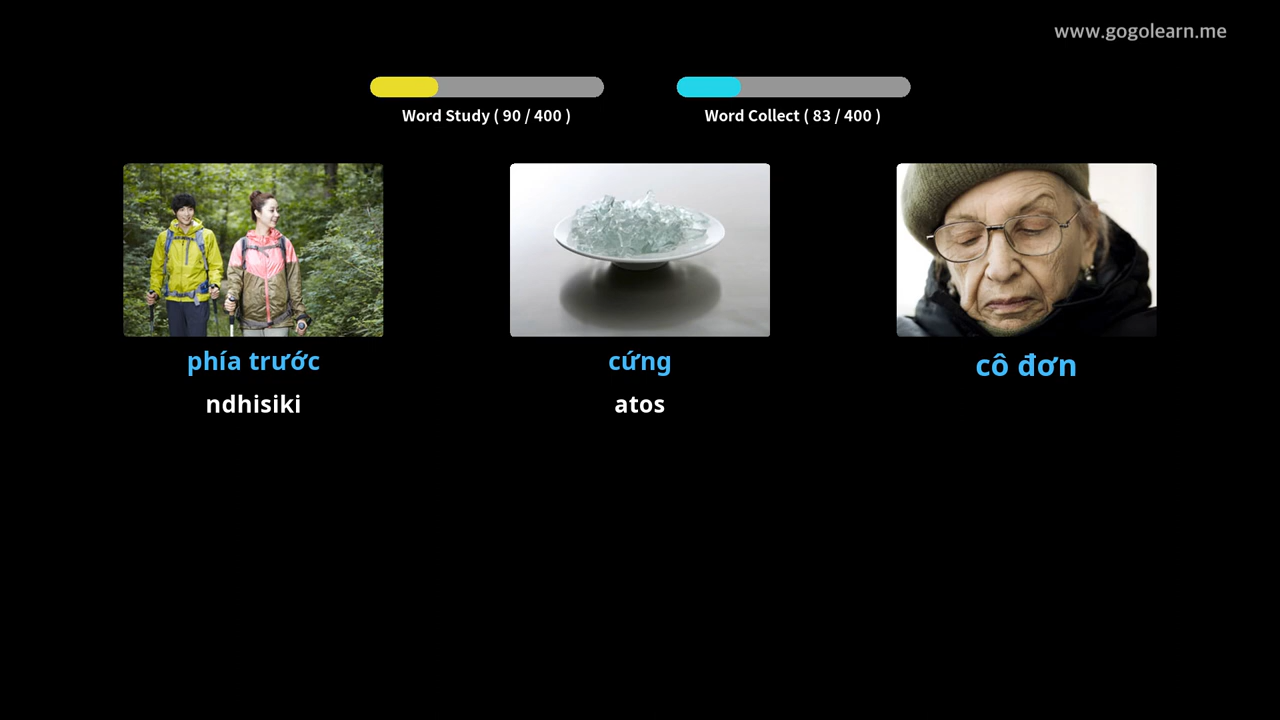 www.gogolearn.me
Word Study ( 90 / 400 )
Word Collect ( 83 / 400 )
phía trước
cứng
cô đơn
ndhisiki
atos